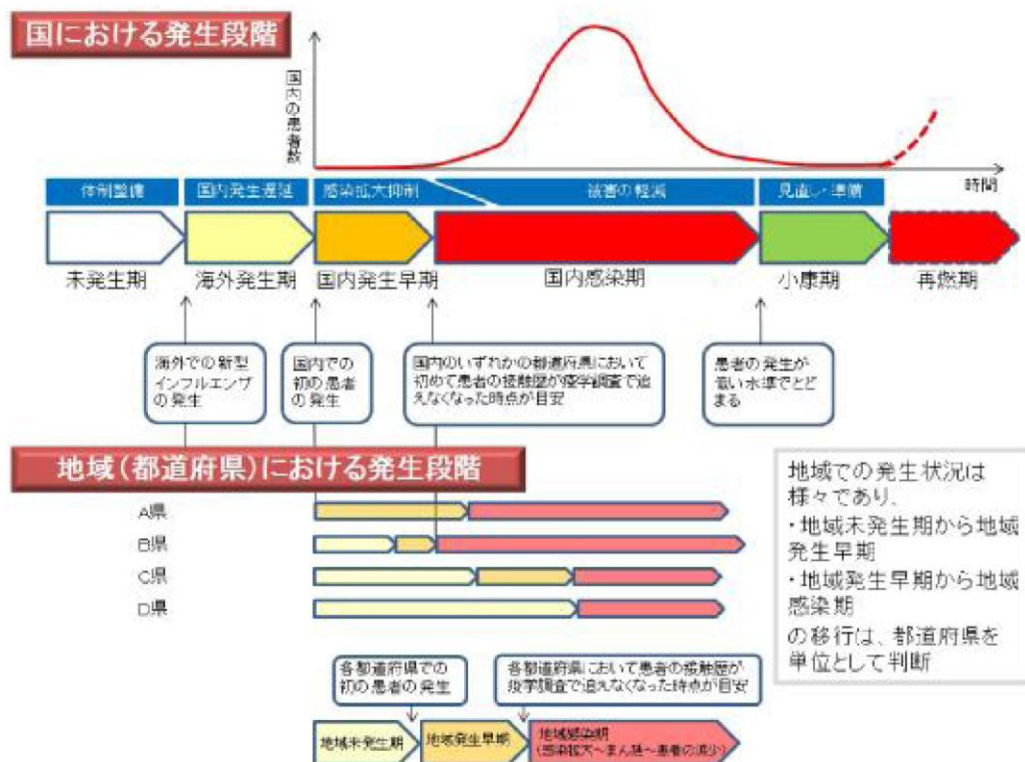 国における発生段階
国内の患者数
時間
体制整備
国内発生遅延
感染拡大抑制
被害の軽減
見直し・準備
未発生期
海外発生期
国内発生早期
国内感染期
小康期
再燃期
海外での新型
インフルエンザ
の発生
国内での
初の患者
の発生
国内のいずれかの都道府県において
初めて患者の接触歴が疫学調査で追
えなくなった時点が目安
患者の発生が
低い水準でとど
まる
地域(都道府県)における発生段階
A県
B県
C県
D県
地域での発生状況は
様々であり、
・地域未発生期から地域
発生早期
・地域発生早期から地域
感染期
の移行は、都道府県を
単位として判断
各都道府県での
初の患者の発生
各都道府県において患者の接触歴が
疫学調査で追えなくなった時点が目安
地域未発生期
地域発生早期
地域感染期
(感染拡大~まん延~患者の減少)